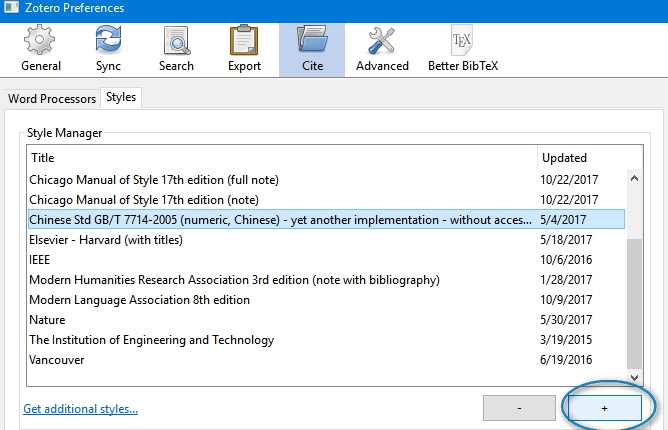 Zotero Preferences
General Sync Search Export Cite Advanced Better BibTeX
TEX
Word Processors Styles
Style Manager
Title Updated
Chicago Manual of Style 17th edition (full note) 10/22/2017
Chicago Manual of Style 17th edition (note) 10/22/2017
Chinese Std GB/T 7714-2005 (numeric, Chinese) - yet another implementation - without acces... 5/4/2017
Elsevier - Harvard (with titles) 5/18/2017
IEEE 10/6/2016
Modern Humanities Research Association 3rd edition (note with bibliography) 1/28/2017
Modern Language Association 8th edition 10/9/2017
Nature 5/30/2017
The Institution of Engineering and Technology 3/19/2015
Vancouver 6/19/2016
Get additional styles... - +